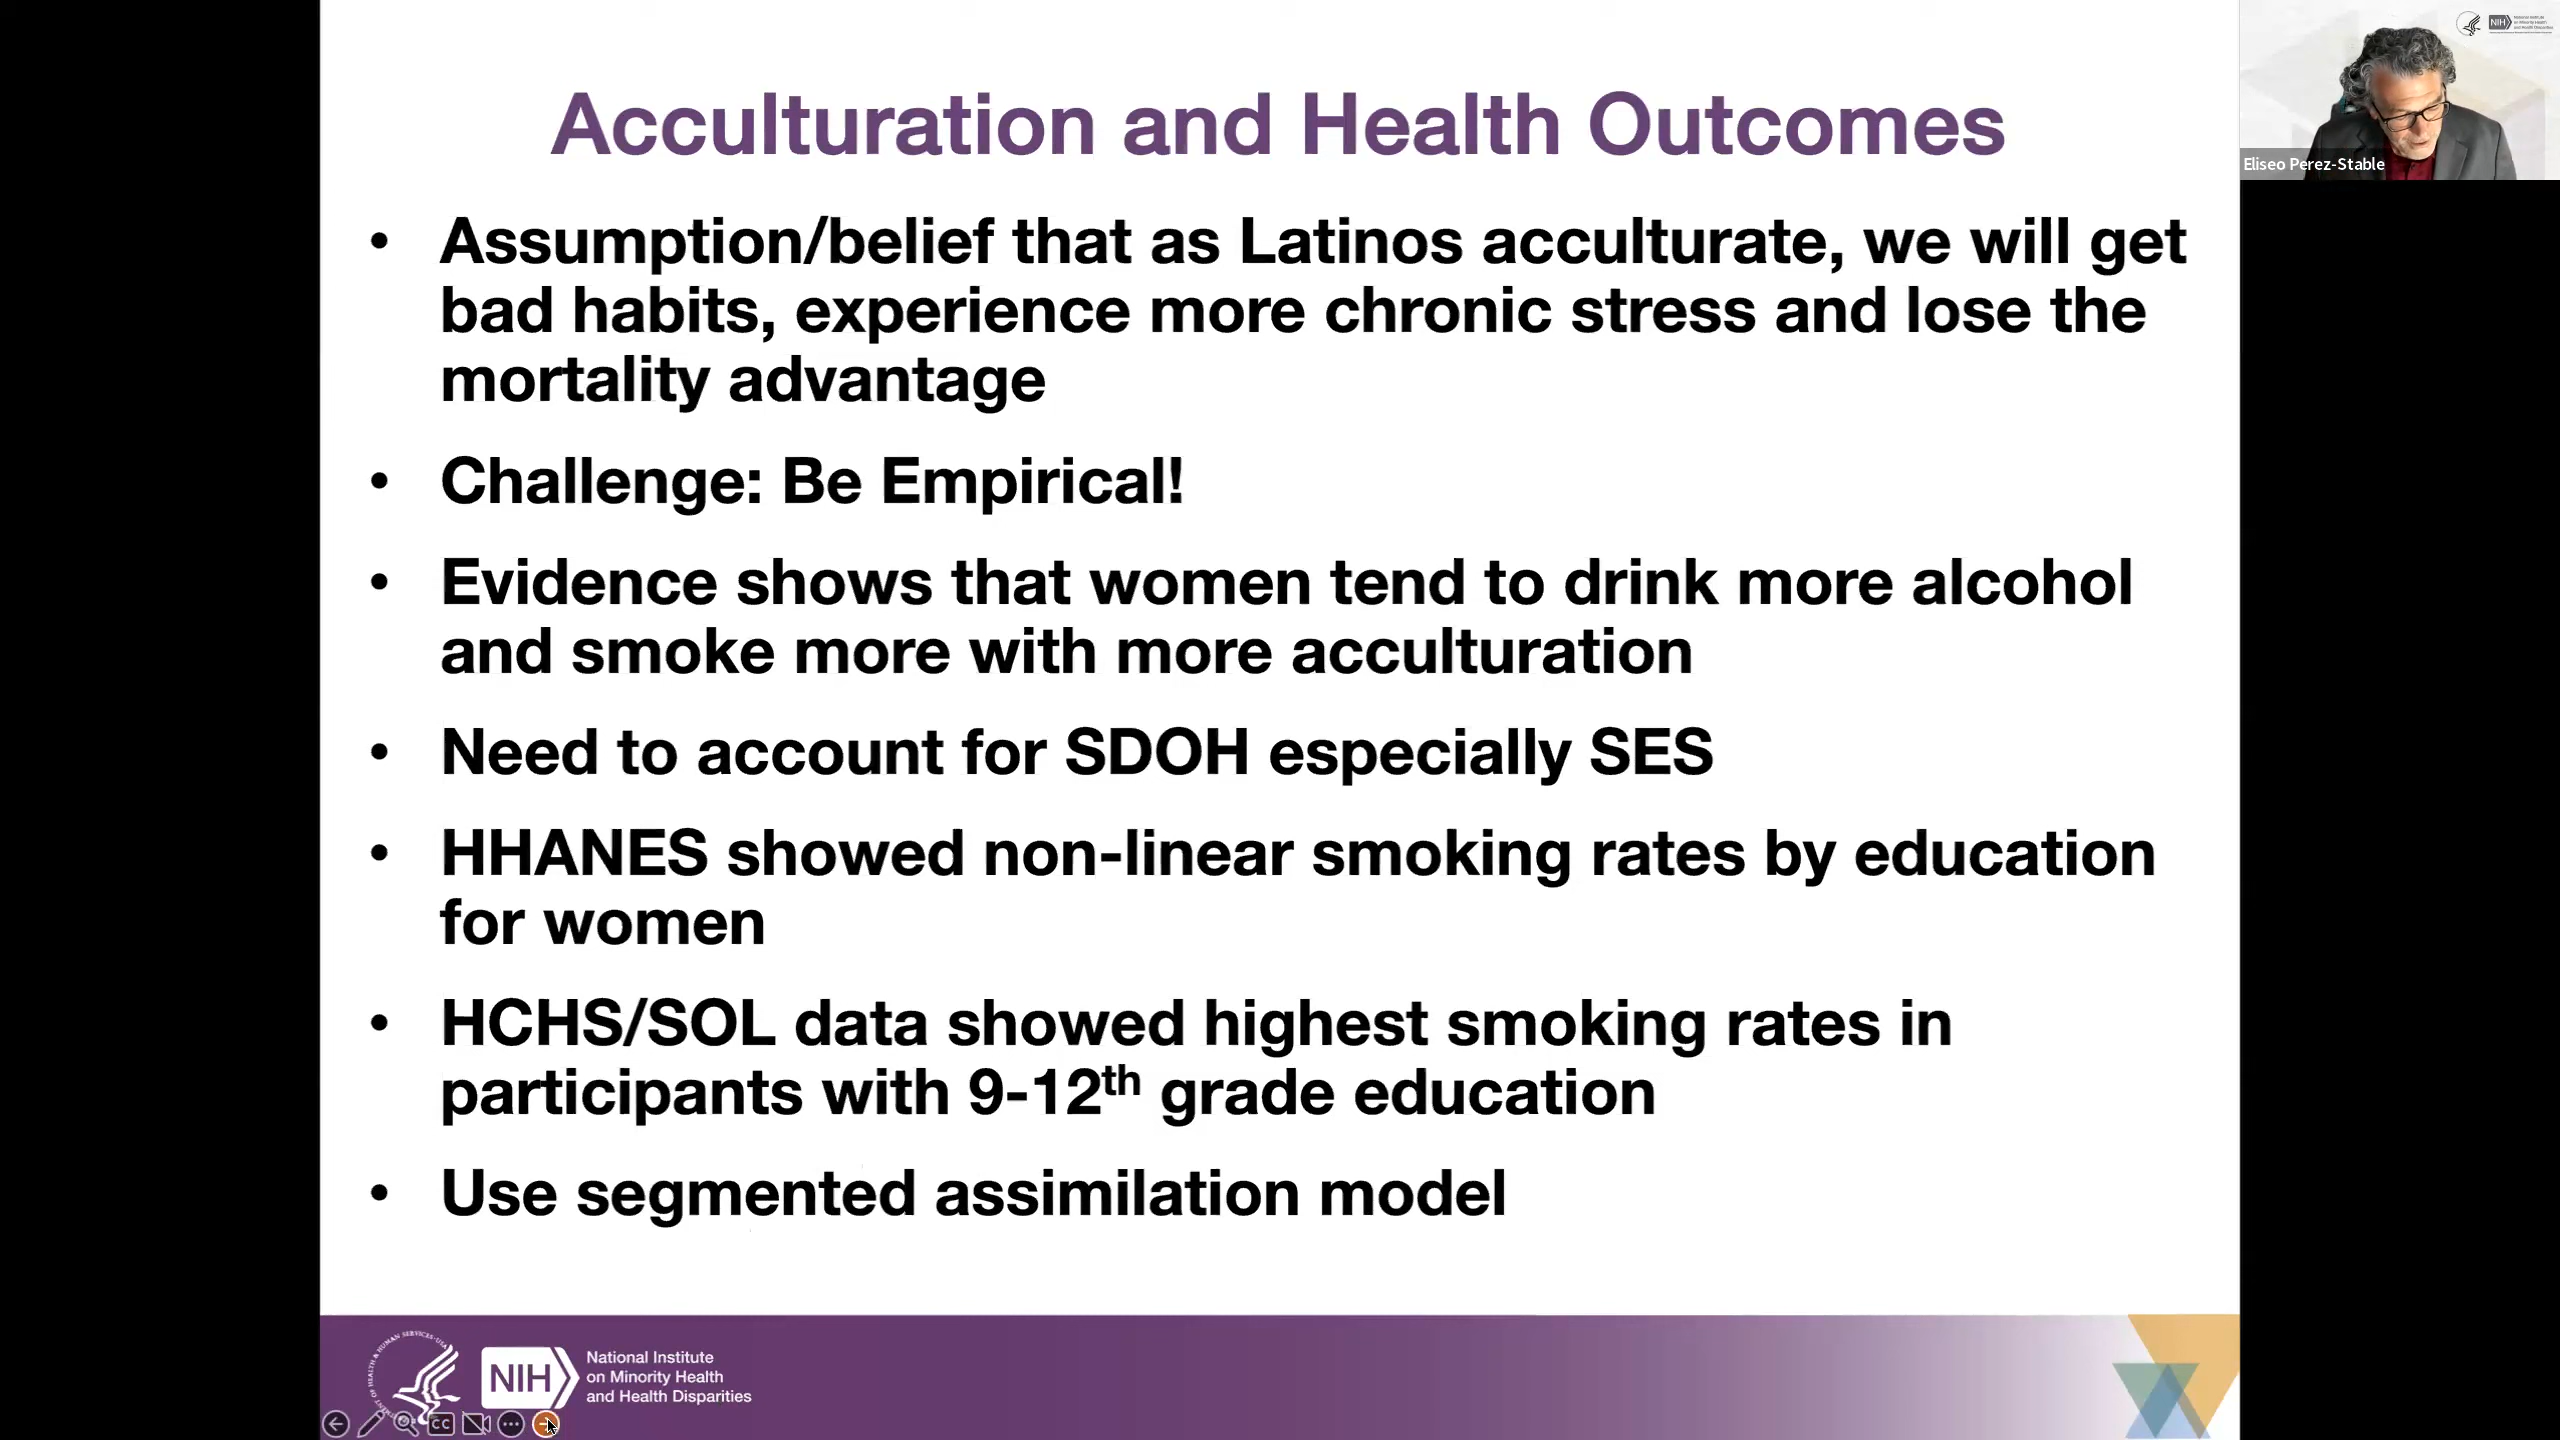 Acculturation and Health Outcomes
• Assumption/belief that as Latinos acculturate, we will get
bad habits, experience more chronic stress and lose the
mortality advantage
• Challenge: Be Empirical!
• Evidence shows that women tend to drink more alcohol
and smoke more with more acculturation
• Need to account for SDOH especially SES
• HHANES showed non-linear smoking rates by education
for women
• HCHS/SOL data showed highest smoking rates in
participants with 9-12th grade education
• Use segmented assimilation model
Eliseo Perez-Stable
NIH
NIH
National Institute
on Minority Health
and Health Disparities
CC